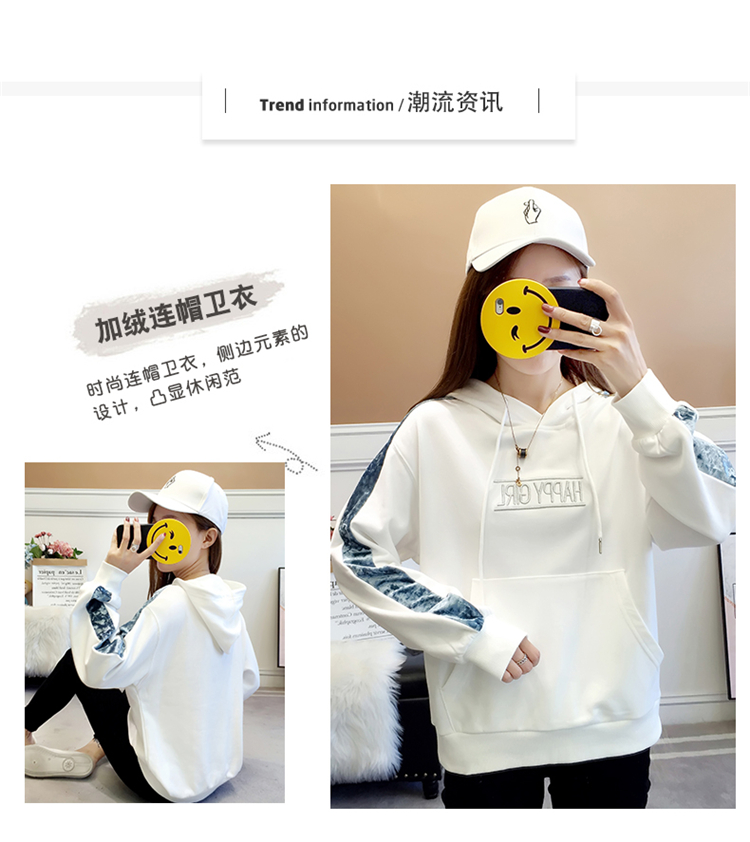 Trend information / 潮流资讯
加绒连帽卫衣
时尚连帽卫衣，侧边元素的
设计，凸显休闲范
HAPPY GIRL